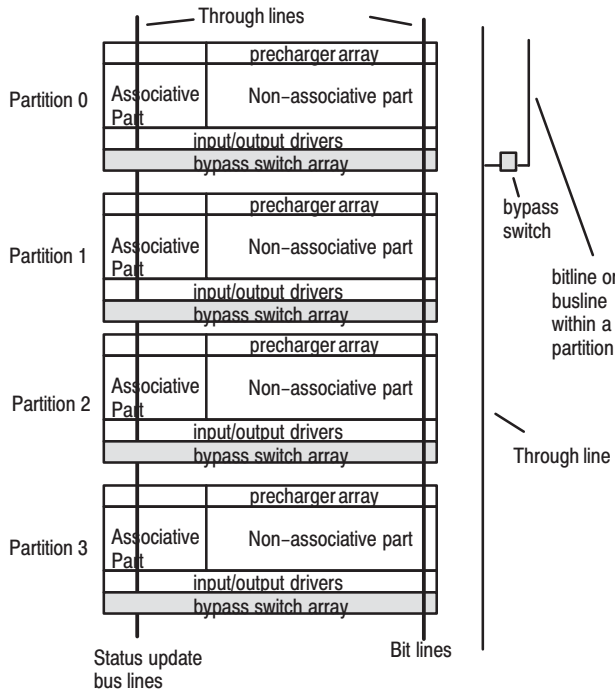 Through lines
precharger array
Partition 0
Associative
Part
Non-associative part
input/output drivers
bypass switch array
precharger array
Partition 1
Associative
Part
Non-associative part
input/output drivers
bypass switch array
precharger array
Partition 2
Associative
Part
Non-associative part
input/output drivers
bypass switch array
precharger array
Partition 3
Associative
Part
Non-associative part
input/output drivers
bypass switch array
Status update
bus lines
Bit lines
bypass
switch
bitline or
busline
within a
partition
Through line